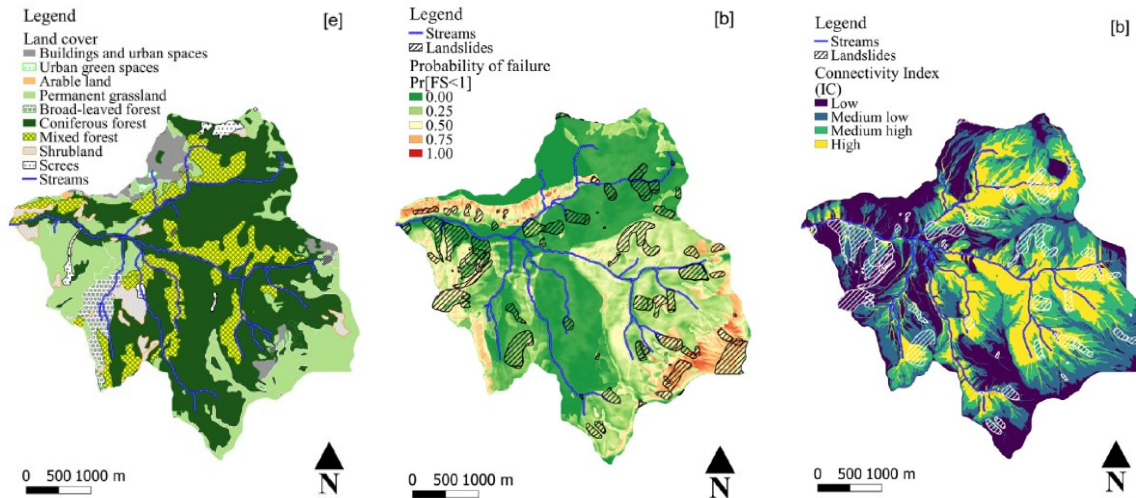 Legend
[e]
Land cover
Buildings and urban spaces
Urban green spaces
Arable land
Permanent grassland
Broad-leaved forest
Coniferous forest
Mixed forest
Shrubland
Screes
Streams
0 500 1000 m
N
Legend
[b]
Streams
Landslides
Probability of failure
Pr[FS<1]
0.00
0.25
0.50
0.75
1.00
0 500 1000 m
N
Legend
[b]
Streams
Landslides
Connectivity Index
(IC)
Low
Medium low
Medium high
High
0 500 1000 m
N